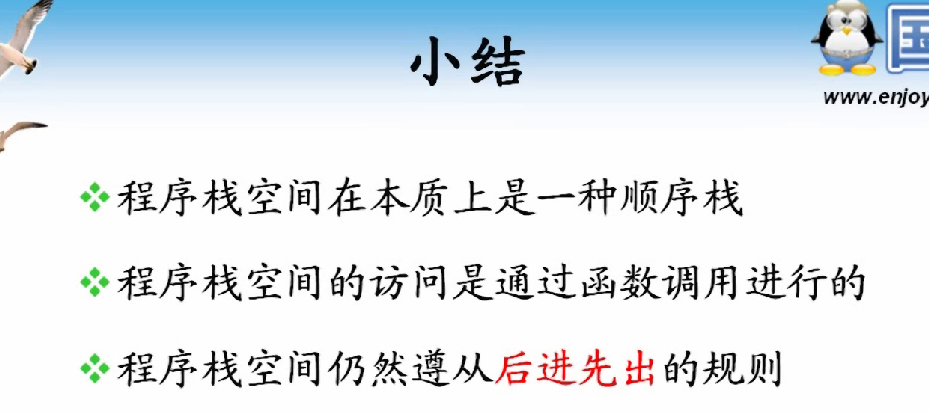 小结
国
www.enjoy
程序栈空间在本质上是一种顺序栈
程序栈空间的访问是通过函数调用进行的
程序栈空间仍然遵从后进先出的规则